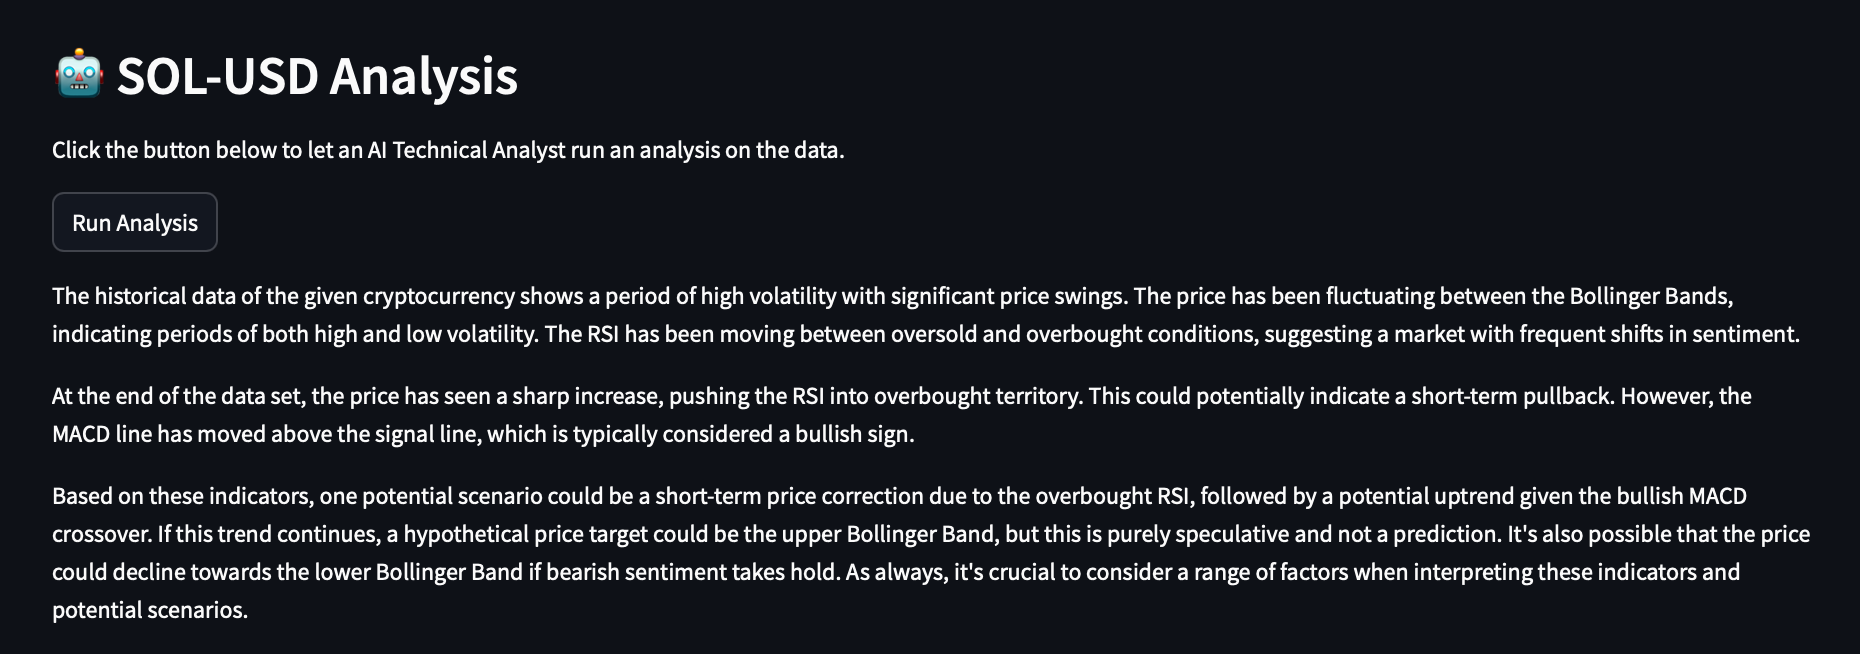 SOL-USD Analysis
Click the button below to let an AI Technical Analyst run an analysis on the data.
Run Analysis
The historical data of the given cryptocurrency shows a period of high volatility with significant price swings. The price has been fluctuating between the Bollinger Bands,
indicating periods of both high and low volatility. The RSI has been moving between oversold and overbought conditions, suggesting a market with frequent shifts in sentiment.
At the end of the data set, the price has seen a sharp increase, pushing the RSI into overbought territory. This could potentially indicate a short-term pullback. However, the
MACD line has moved above the signal line, which is typically considered a bullish sign.
Based on these indicators, one potential scenario could be a short-term price correction due to the overbought RSI, followed by a potential uptrend given the bullish MACD
crossover. If this trend continues, a hypothetical price target could be the upper Bollinger Band, but this is purely speculative and not a prediction. It's also possible that the price
could decline towards the lower Bollinger Band if bearish sentiment takes hold. As always, it's crucial to consider a range of factors when interpreting these indicators and
potential scenarios.